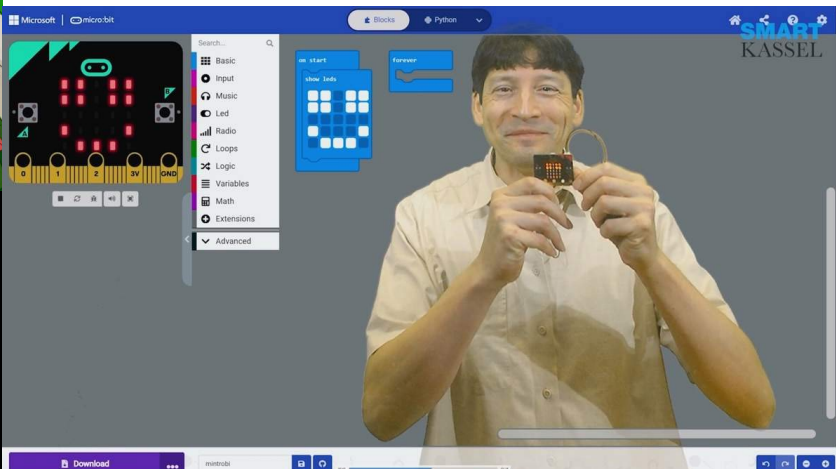 Microsoft
micro:bit
Blocks
Python
SMART
KASSEL
Search...
Basic
Input
Music
Led
Radio
Loops
Logic
Variables
Math
Extensions
Advanced
on start
show leds
forever
A
B
0
1
2
3V
GND
Download
mintrobi